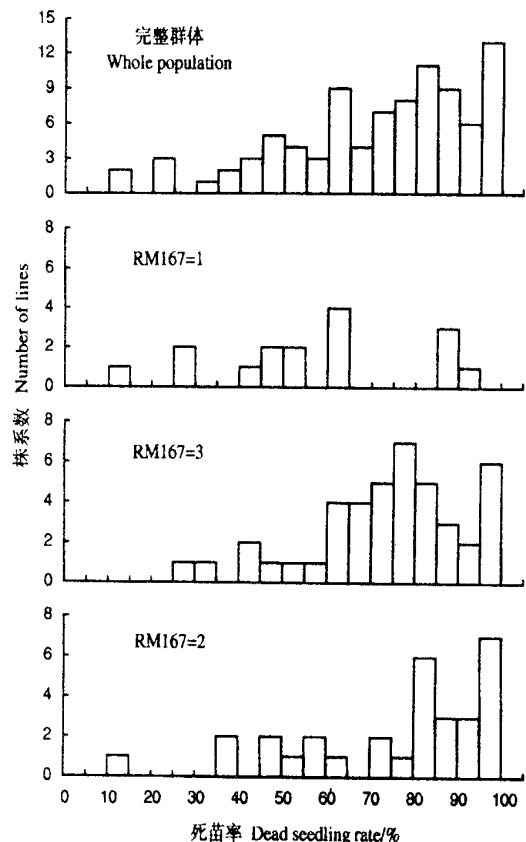 完整群体
Whole population
15
12
9
6
3
0
RM167=1
8
6
4
2
0
RM167=3
8
6
4
2
0
RM167=2
8
6
4
2
0
株系数 Number of lines
0 10 20 30 40 50 60 70 80 90 100
死苗率 Dead seedling rate/%